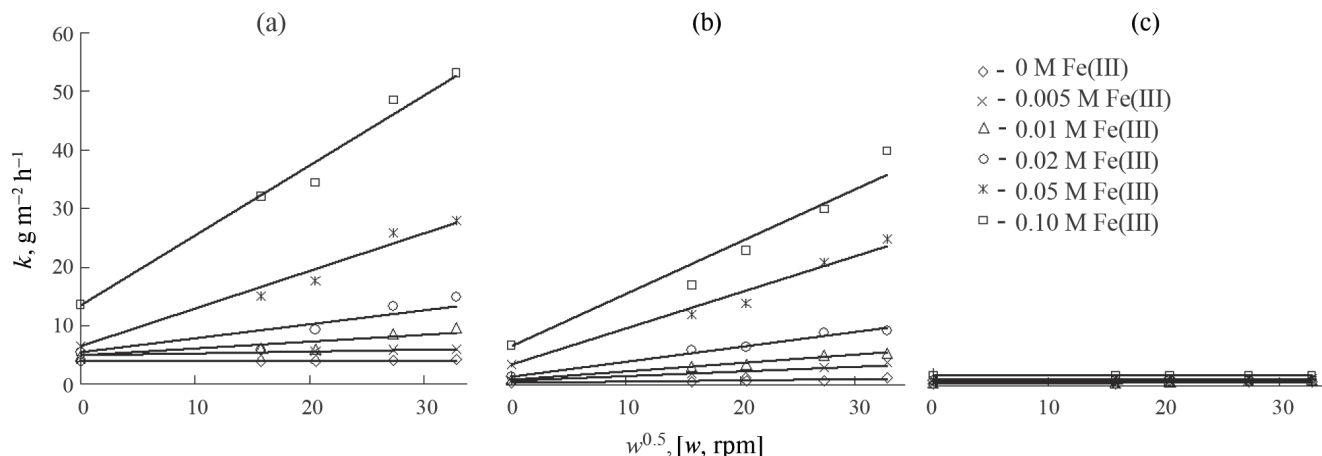 (a)
(b)
(c)
60
50
40
30
20
10
0
k, g m⁻² h⁻¹
0 10 20 30
0 10 20 30
0 10 20 30
w⁰·⁵, [w, rpm]
- 0 M Fe(III)
- 0.005 M Fe(III)
- 0.01 M Fe(III)
- 0.02 M Fe(III)
- 0.05 M Fe(III)
- 0.10 M Fe(III)